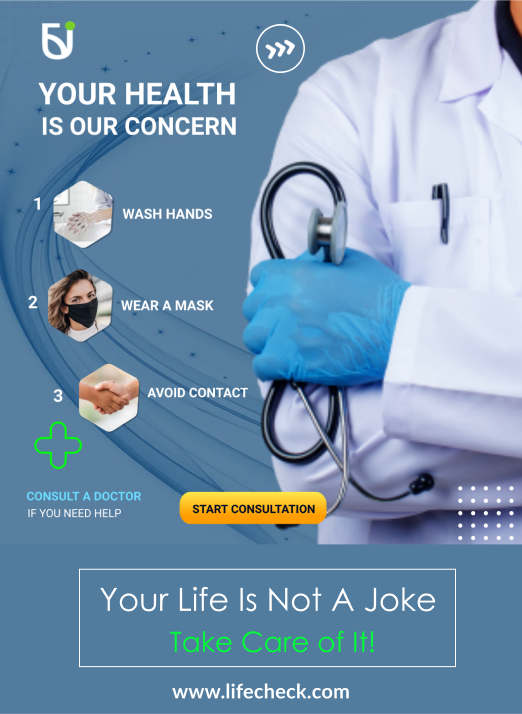 YOUR HEALTH
IS OUR CONCERN
1
WASH HANDS
2
WEAR A MASK
3
AVOID CONTACT
CONSULT A DOCTOR
IF YOU NEED HELP
START CONSULTATION
Your Life Is Not A Joke
Take Care of It!
www.lifecheck.com